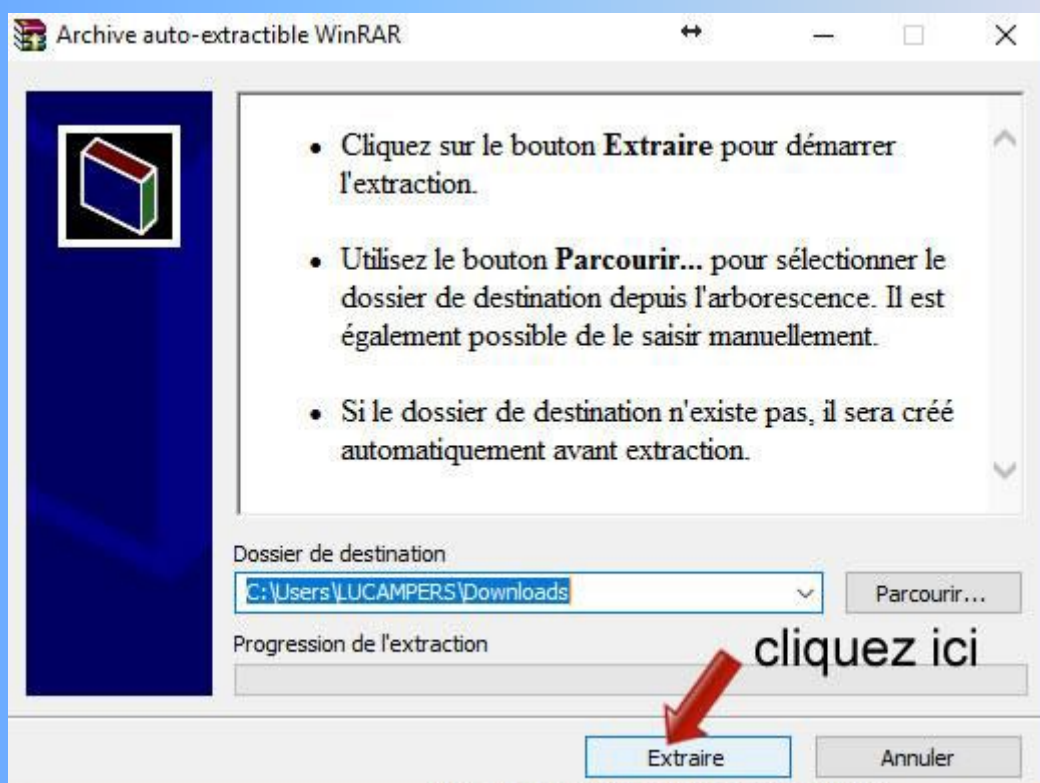 Archive auto-extractible WinRAR
• Cliquez sur le bouton Extraire pour démarrer
l'extraction.
• Utilisez le bouton Parcourir... pour sélectionner le
dossier de destination depuis l'arborescence. Il est
également possible de le saisir manuellement.
• Si le dossier de destination n'existe pas, il sera créé
automatiquement avant extraction.
Dossier de destination
C:\Users\LUCAMPERS\Downloads
Parcourir...
Progression de l'extraction
cliquez ici
Extraire
Annuler